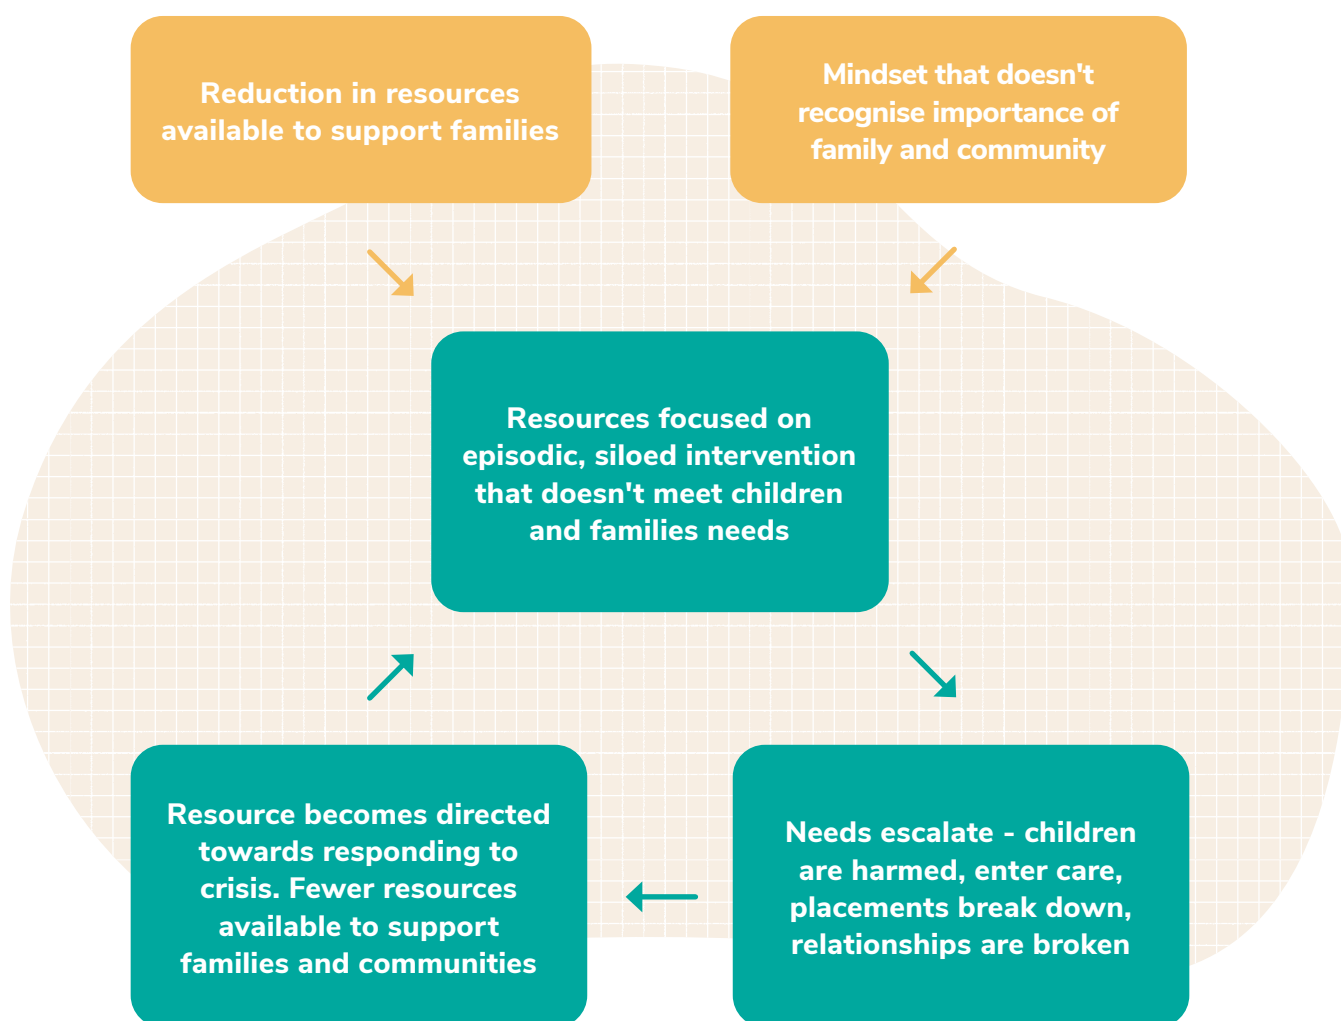 Reduction in resources
available to support families
Mindset that doesn't
recognise importance of
family and community
Resources focused on
episodic, siloed intervention
that doesn't meet children
and families needs
Resource becomes directed
towards responding to
crisis. Fewer resources
available to support
families and communities
Needs escalate - children
are harmed, enter care,
placements break down,
relationships are broken